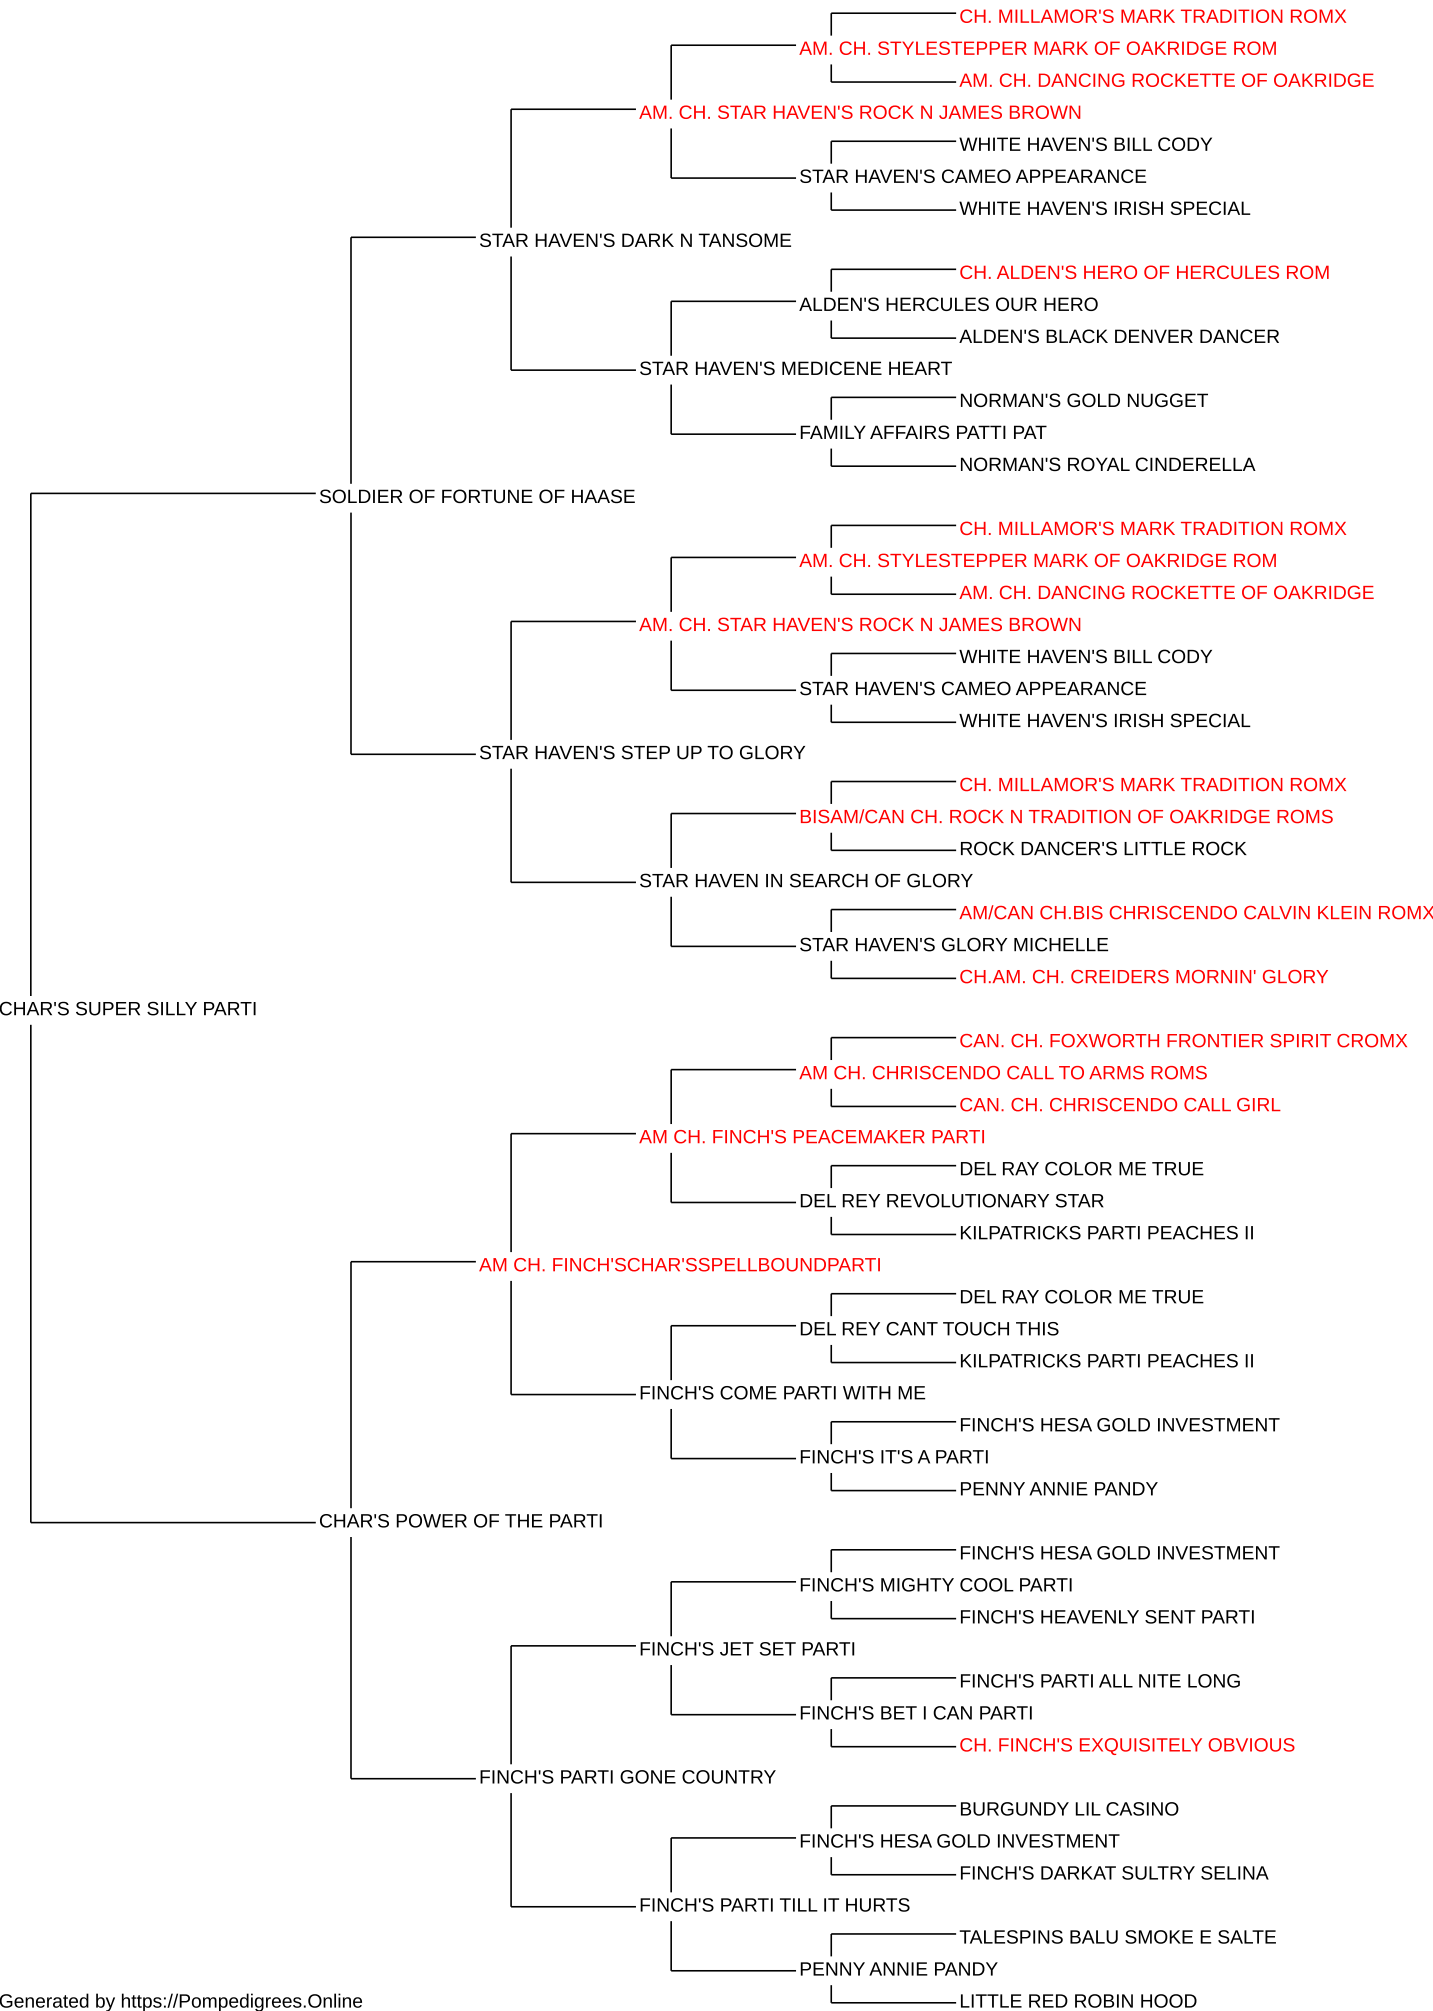 CH. MILLAMOR'S MARK TRADITION ROMX
AM. CH. STYLESTEPPER MARK OF OAKRIDGE ROM
AM. CH. DANCING ROCKETTE OF OAKRIDGE
AM. CH. STAR HAVEN'S ROCK N JAMES BROWN
WHITE HAVEN'S BILL CODY
STAR HAVEN'S CAMEO APPEARANCE
WHITE HAVEN'S IRISH SPECIAL
STAR HAVEN'S DARK N TANSOME
CH. ALDEN'S HERO OF HERCULES ROM
ALDEN'S HERCULES OUR HERO
ALDEN'S BLACK DENVER DANCER
STAR HAVEN'S MEDICENE HEART
NORMAN'S GOLD NUGGET
FAMILY AFFAIRS PATTI PAT
NORMAN'S ROYAL CINDERELLA
SOLDIER OF FORTUNE OF HAASE
CH. MILLAMOR'S MARK TRADITION ROMX
AM. CH. STYLESTEPPER MARK OF OAKRIDGE ROM
AM. CH. DANCING ROCKETTE OF OAKRIDGE
AM. CH. STAR HAVEN'S ROCK N JAMES BROWN
WHITE HAVEN'S BILL CODY
STAR HAVEN'S CAMEO APPEARANCE
WHITE HAVEN'S IRISH SPECIAL
STAR HAVEN'S STEP UP TO GLORY
CH. MILLAMOR'S MARK TRADITION ROMX
BISAM/CAN CH. ROCK N TRADITION OF OAKRIDGE ROMS
ROCK DANCER'S LITTLE ROCK
STAR HAVEN IN SEARCH OF GLORY
AM/CAN CH.BIS CHRISCENDO CALVIN KLEIN ROMX
STAR HAVEN'S GLORY MICHELLE
CH.AM. CH. CREIDERS MORNIN' GLORY
CHAR'S SUPER SILLY PARTI
CAN. CH. FOXWORTH FRONTIER SPIRIT CROMX
AM CH. CHRISCENDO CALL TO ARMS ROMS
CAN. CH. CHRISCENDO CALL GIRL
AM CH. FINCH'S PEACEMAKER PARTI
DEL RAY COLOR ME TRUE
DEL REY REVOLUTIONARY STAR
KILPATRICKS PARTI PEACHES II
AM CH. FINCH'SCHAR'SSPELLBOUNDPARTI
DEL RAY COLOR ME TRUE
DEL REY CANT TOUCH THIS
KILPATRICKS PARTI PEACHES II
FINCH'S COME PARTI WITH ME
FINCH'S HESA GOLD INVESTMENT
FINCH'S IT'S A PARTI
PENNY ANNIE PANDY
CHAR'S POWER OF THE PARTI
FINCH'S HESA GOLD INVESTMENT
FINCH'S MIGHTY COOL PARTI
FINCH'S HEAVENLY SENT PARTI
FINCH'S JET SET PARTI
FINCH'S PARTI ALL NITE LONG
FINCH'S BET I CAN PARTI
CH. FINCH'S EXQUISITELY OBVIOUS
FINCH'S PARTI GONE COUNTRY
BURGUNDY LIL CASINO
FINCH'S HESA GOLD INVESTMENT
FINCH'S DARKAT SULTRY SELINA
FINCH'S PARTI TILL IT HURTS
TALESPINS BALU SMOKE E SALTE
PENNY ANNIE PANDY
LITTLE RED ROBIN HOOD
Generated by https://Pompedigrees.Online